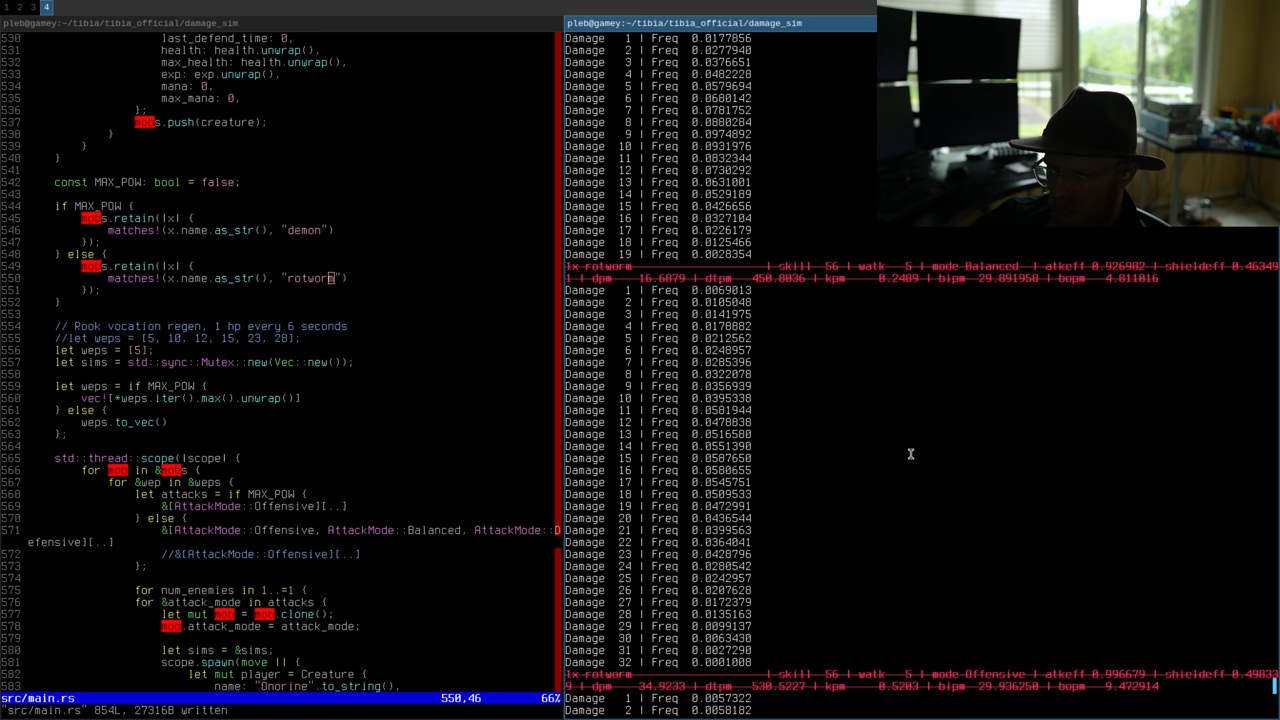 1 2 3 4
pleb@gamey:~/tibia/tibia_official/damage_sim
530 last_defend_time: 0,
531 health: health.unwrap(),
532 max_health: health.unwrap(),
533 exp: exp.unwrap(),
534 mana: 0,
535 max_mana: 0,
536 };
537 mobs.push(creature);
538 }
539 }
540 }
541
542 const MAX_POW: bool = false;
543
544 if MAX_POW {
545 mobs.retain(|x| {
546 matches!(x.name.as_str(), "demon")
547 });
548 } else {
549 mobs.retain(|x| {
550 matches!(x.name.as_str(), "rotworm")
551 });
552 }
553
554 // Rook vocation regen, 1 hp every 6 seconds
555 //let weps = [5, 10, 12, 15, 23, 28];
556 let weps = [5];
557 let sims = std::sync::Mutex::new(Vec::new());
558
559 let weps = if MAX_POW {
560 vec![*weps.iter().max().unwrap()]
561 } else {
562 weps.to_vec()
563 };
564
565 std::thread::scope(|scope| {
566 for mob in &mobs {
567 for &wep in &weps {
568 let attacks = if MAX_POW {
569 &[AttackMode::Offensive][..]
570 } else {
571 &[AttackMode::Offensive, AttackMode::Balanced, AttackMode::D
efensive][..]
572 //&[AttackMode::Offensive][..]
573 };
574
575 for num_enemies in 1..=1 {
576 for &attack_mode in attacks {
577 let mut mob = mob.clone();
578 mob.attack_mode = attack_mode;
579
580 let sims = &sims;
581 scope.spawn(move || {
582 let mut player = Creature {
583 name: "Onorine".to_string(),
src/main.rs 550,46 66%
"src/main.rs" 854L, 27316B written
pleb@gamey:~/tibia/tibia_official/damage_sim
Damage 1 | Freq 0.0177856
Damage 2 | Freq 0.0277940
Damage 3 | Freq 0.0376651
Damage 4 | Freq 0.0482228
Damage 5 | Freq 0.0579694
Damage 6 | Freq 0.0680142
Damage 7 | Freq 0.0781752
Damage 8 | Freq 0.0880284
Damage 9 | Freq 0.0974892
Damage 10 | Freq 0.0931976
Damage 11 | Freq 0.0832344
Damage 12 | Freq 0.0730292
Damage 13 | Freq 0.0631001
Damage 14 | Freq 0.0529189
Damage 15 | Freq 0.0426656
Damage 16 | Freq 0.0327104
Damage 17 | Freq 0.0226179
Damage 18 | Freq 0.0125466
Damage 19 | Freq 0.0028354
1x rotworm | skill 56 | watk 5 | mode Balanced | atkeff 0.926982 | shieldeff 0.46349
1 | dpm 16.6879 | dtpm 450.8036 | kpm 0.2489 | bipm 29.891958 | bopm 4.811016
Damage 1 | Freq 0.0069013
Damage 2 | Freq 0.0105048
Damage 3 | Freq 0.0141975
Damage 4 | Freq 0.0178882
Damage 5 | Freq 0.0212562
Damage 6 | Freq 0.0248957
Damage 7 | Freq 0.0285396
Damage 8 | Freq 0.0322078
Damage 9 | Freq 0.0356939
Damage 10 | Freq 0.0395338
Damage 11 | Freq 0.0581944
Damage 12 | Freq 0.0478838
Damage 13 | Freq 0.0516580
Damage 14 | Freq 0.0551390
Damage 15 | Freq 0.0587650
Damage 16 | Freq 0.0580655
Damage 17 | Freq 0.0545751
Damage 18 | Freq 0.0509533
Damage 19 | Freq 0.0472991
Damage 20 | Freq 0.0436544
Damage 21 | Freq 0.0399563
Damage 22 | Freq 0.0364041
Damage 23 | Freq 0.0428796
Damage 24 | Freq 0.0280542
Damage 25 | Freq 0.0242957
Damage 26 | Freq 0.0207628
Damage 27 | Freq 0.0172379
Damage 28 | Freq 0.0135163
Damage 29 | Freq 0.0099137
Damage 30 | Freq 0.0063430
Damage 31 | Freq 0.0027290
Damage 32 | Freq 0.0001008
1x rotworm | skill 56 | watk 5 | mode Offensive | atkeff 0.996679 | shieldeff 0.49833
9 | dpm 34.9233 | dtpm 530.5227 | kpm 0.5203 | bipm 29.936250 | bopm 9.472914
Damage 1 | Freq 0.0057322
Damage 2 | Freq 0.0058182